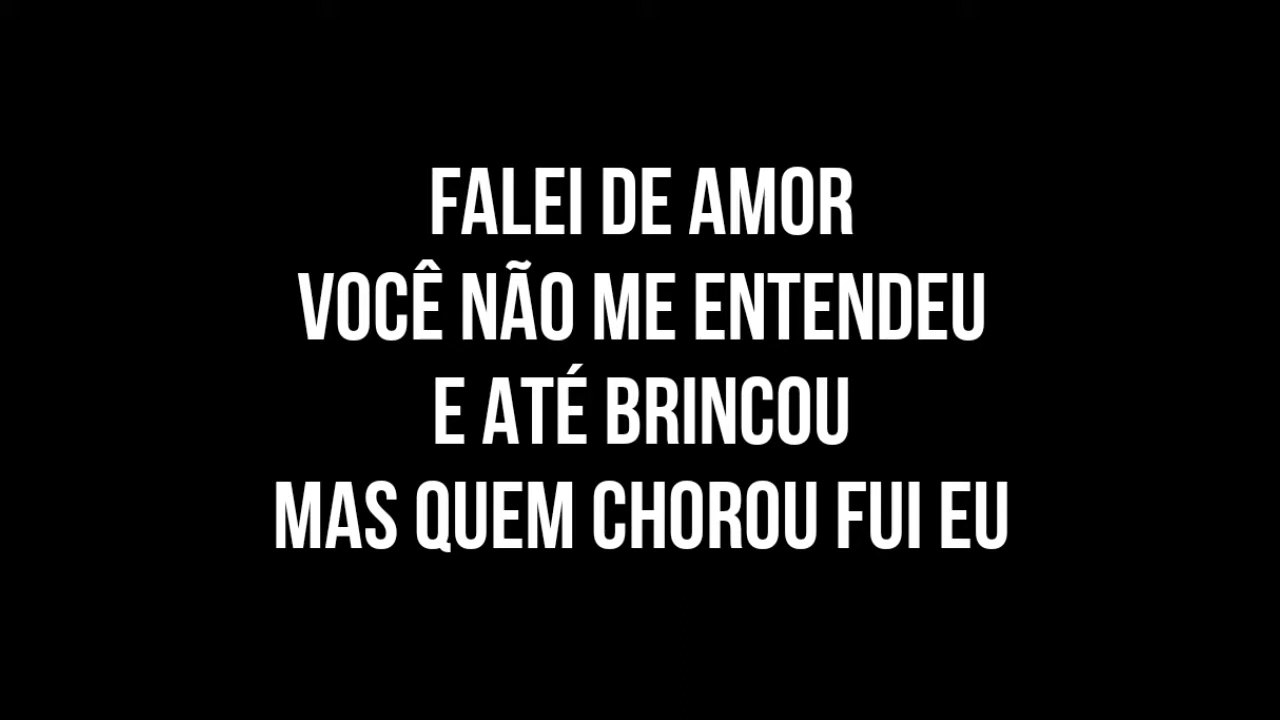 FALEI DE AMOR
VOCÊ NÃO ME ENTENDEU
E ATÉ BRINCOU
MAS QUEM CHOROU FUI EU